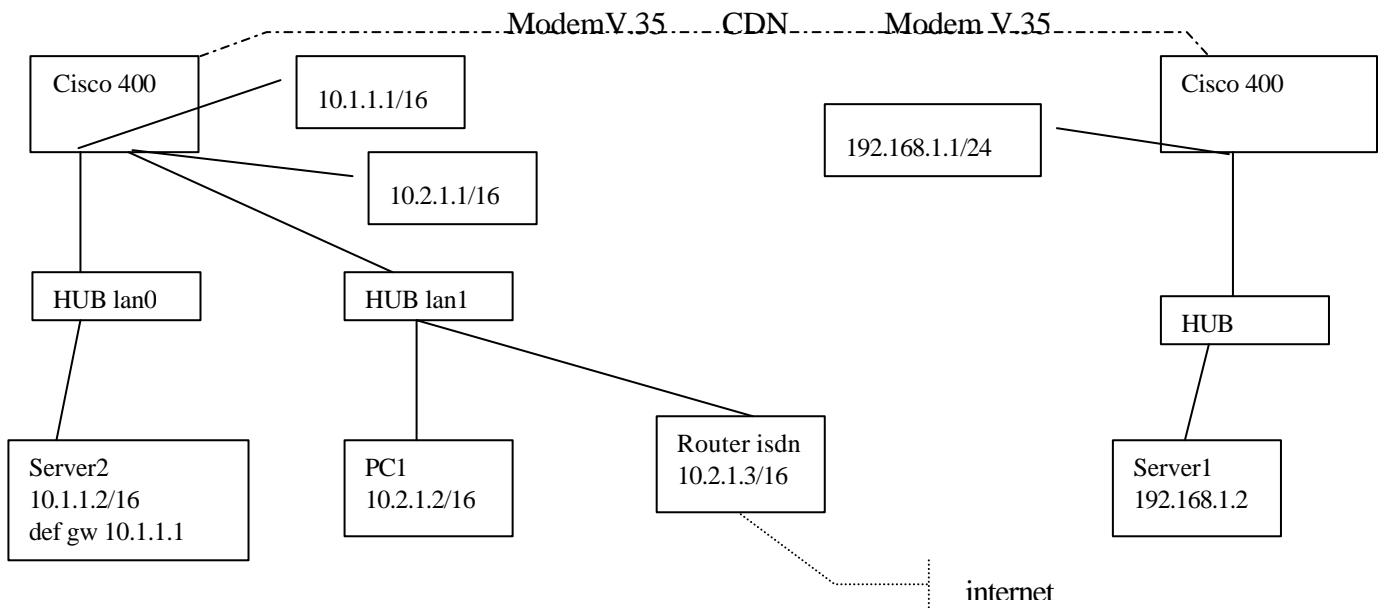 ModemV.35 CDN Modem V.35
Cisco 400
10.1.1.1/16
10.2.1.1/16
192.168.1.1/24
Cisco 400
HUB lan0
HUB lan1
HUB
Server2
10.1.1.2/16
def gw 10.1.1.1
PC1
10.2.1.2/16
Router isdn
10.2.1.3/16
Server1
192.168.1.2
internet